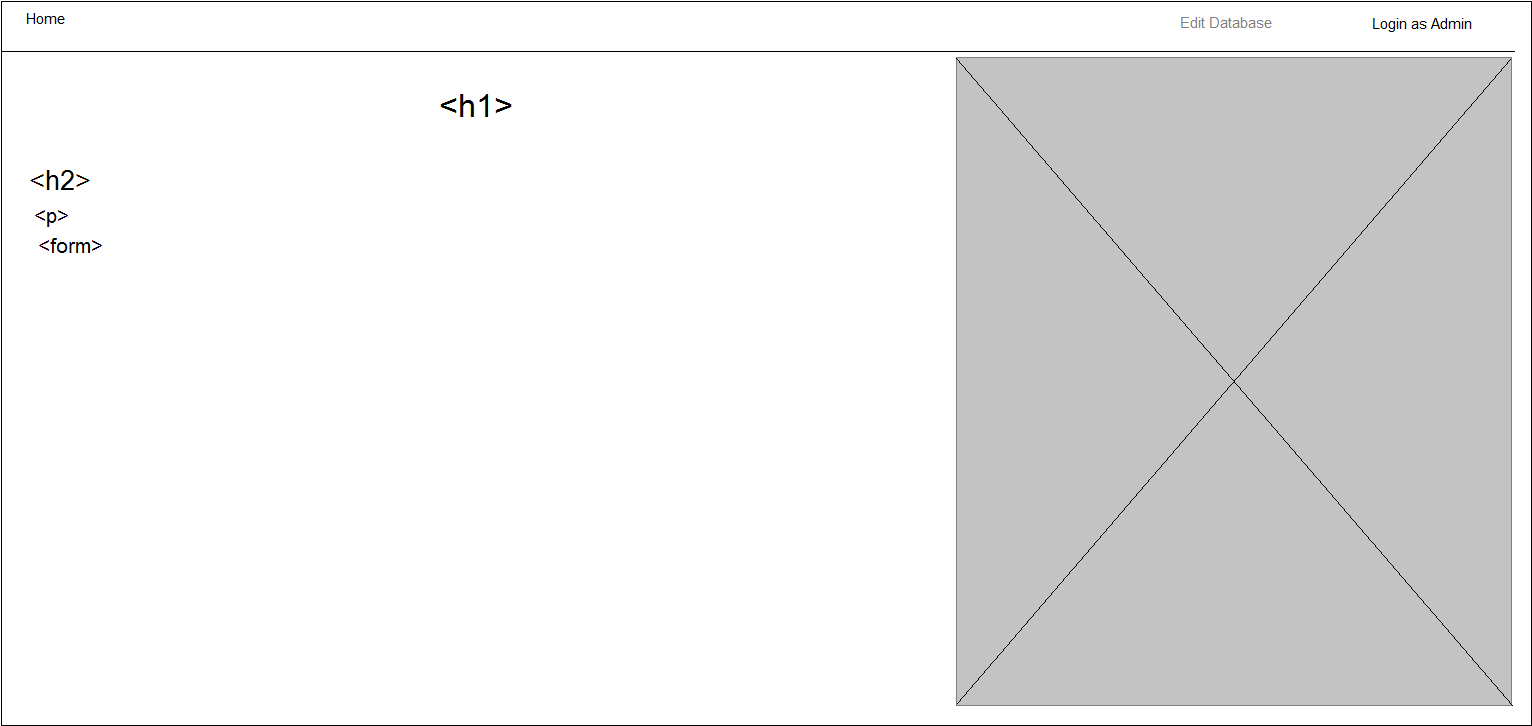 Home
Edit Database
Login as Admin
<h1>
<h2>
<p>
<form>